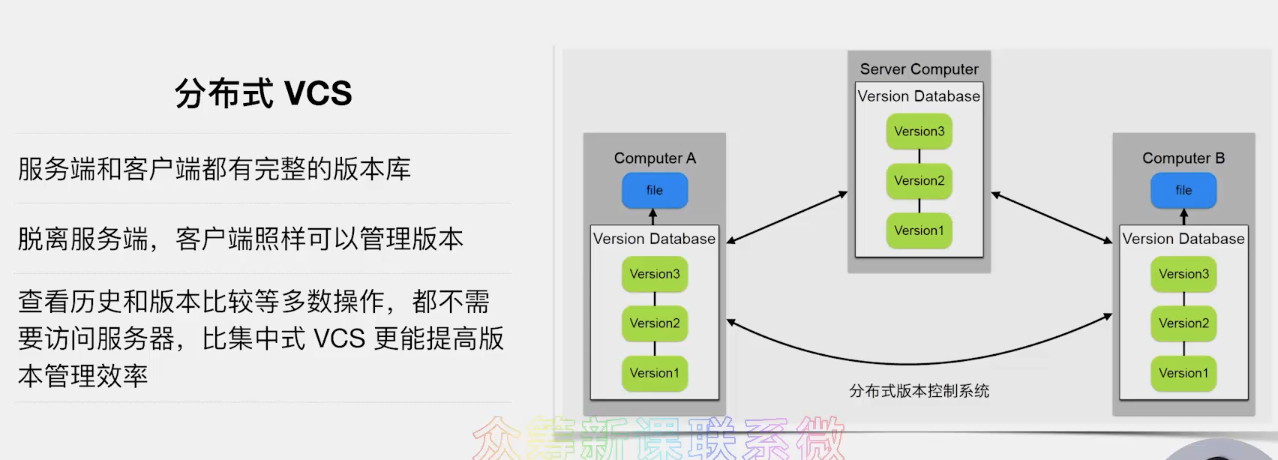 分布式 VCS
服务端和客户端都有完整的版本库
脱离服务端，客户端照样可以管理版本
查看历史和版本比较等多数操作，都不需
要访问服务器，比集中式 VCS 更能提高版
本管理效率
Server Computer
Version Database
Version3
Version2
Version1
Computer A
file
Version Database
Version3
Version2
Version1
Computer B
file
Version Database
Version3
Version2
Version1
分布式版本控制系统
众筹新课联系微